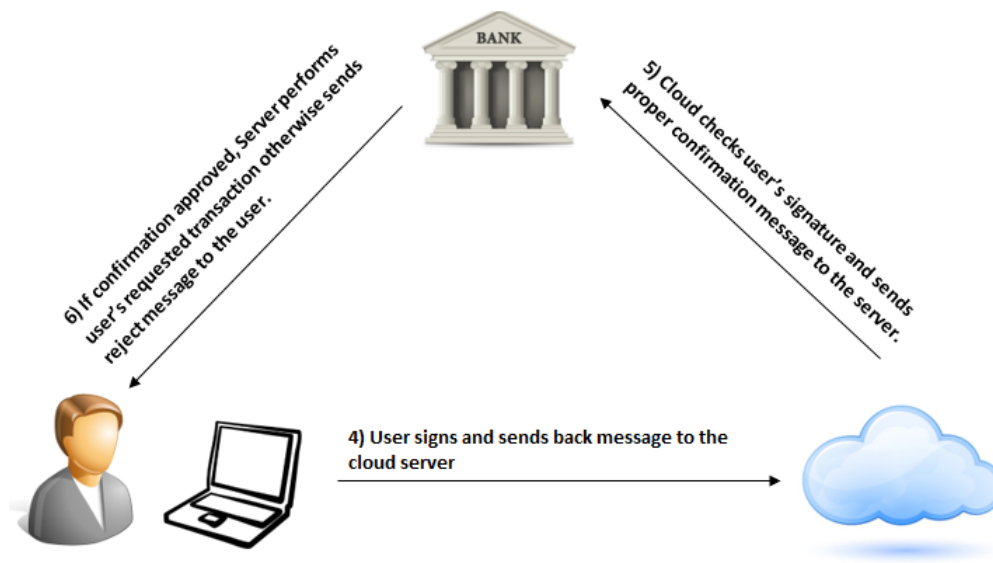 BANK
6) If confirmation approved, Server performs
user's requested transaction otherwise sends
reject message to the user.
5) Cloud checks user's signature and sends
proper confirmation message to the server.
4) User signs and sends back message to the
cloud server